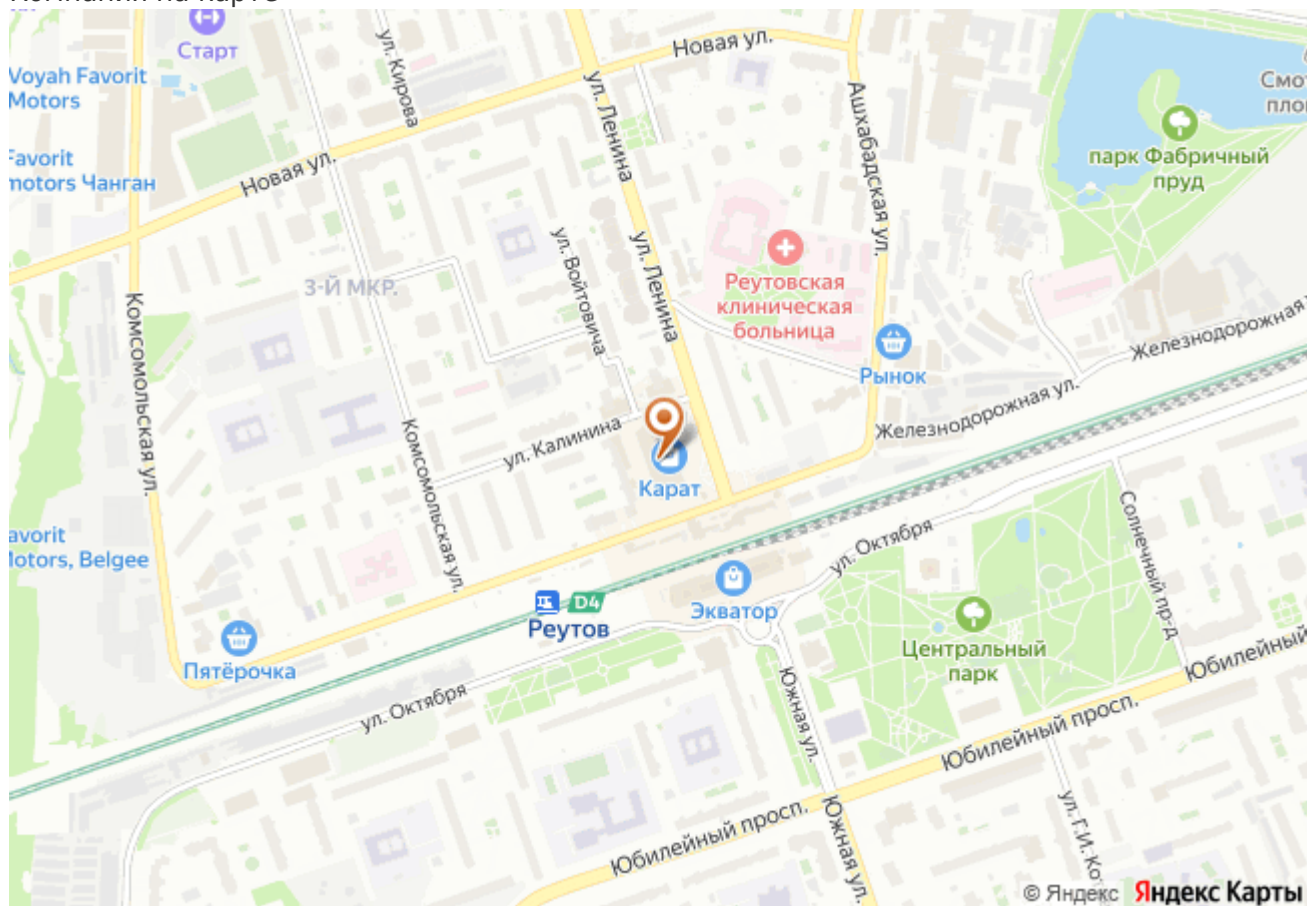 Компания на карте
Старт
ул. Кирова
Новая ул.
Voyah Favorit
Motors
ул. Ленина
Ашхабадская ул.
парк Фабричный
пруд
Favorit
motors Чанган
Новая ул.
ул. Войтовича
ул. Ленина
Реутовская
клиническая
больница
3-Й МКР.
Комсомольская ул.
Рынок
Железнодорожная
Железнодорожная ул.
ул. Калинина
Комсомольская ул.
Карат
ул. Октября
Солнечный пр-д
Motors, Belgee
D4
Реутов
Экватор
Пятёрочка
Центральный
парк
Юбилейный
ул. Октября
Южная ул.
Юбилейный просп.
Юбилейный просп.
Южная ул.
ул. Г.И.
© Яндекс Яндекс Карты